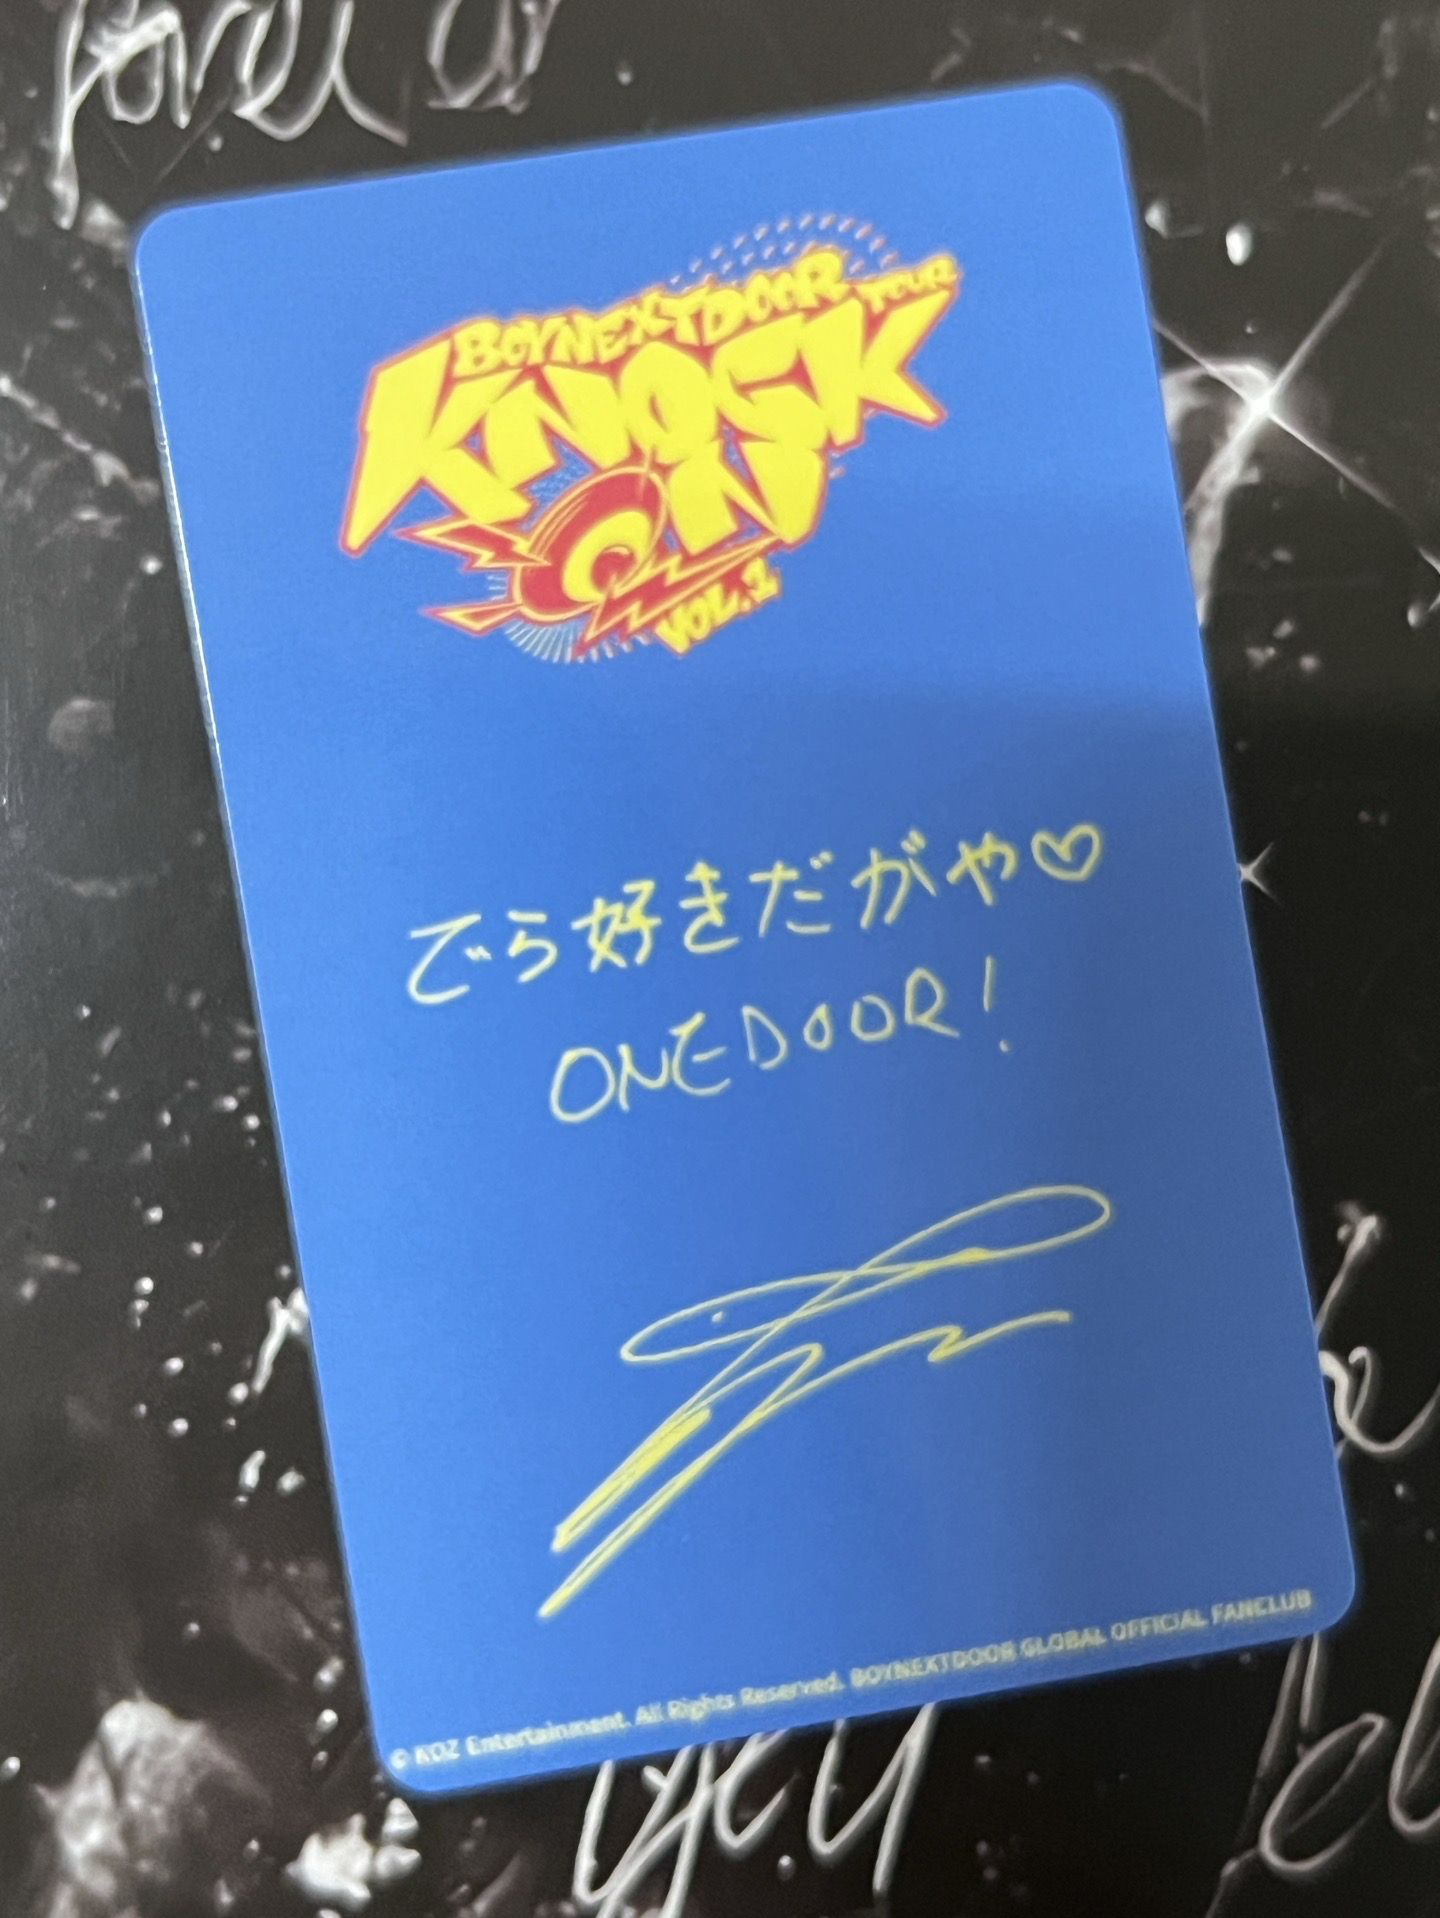 BOYNEXTDOOR TOUR
KNOCK
ON
VOL.1
でら好きだがや♡
ONEDOOR!
© KOZ Entertainment. All Rights Reserved. BOYNEXTDOOR GLOBAL OFFICIAL FANCLUB